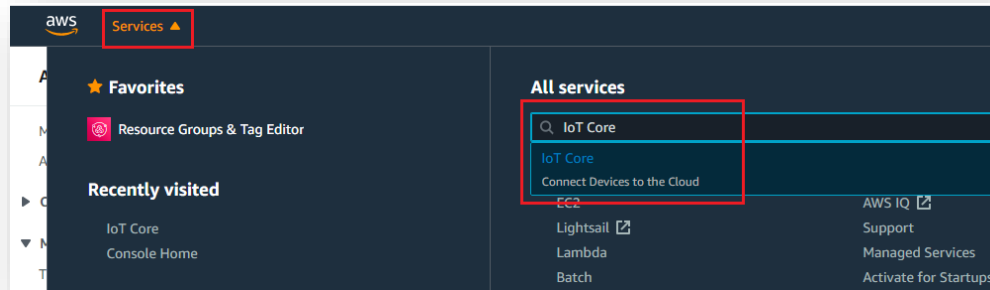 aws
Services
A
Favorites
All services
M
Resource Groups & Tag Editor
IoT Core
A
IoT Core
Connect Devices to the Cloud
Recently visited
EC2
AWS IQ
IoT Core
Lightsail
Support
M
Console Home
Lambda
Managed Services
T
Batch
Activate for Startups